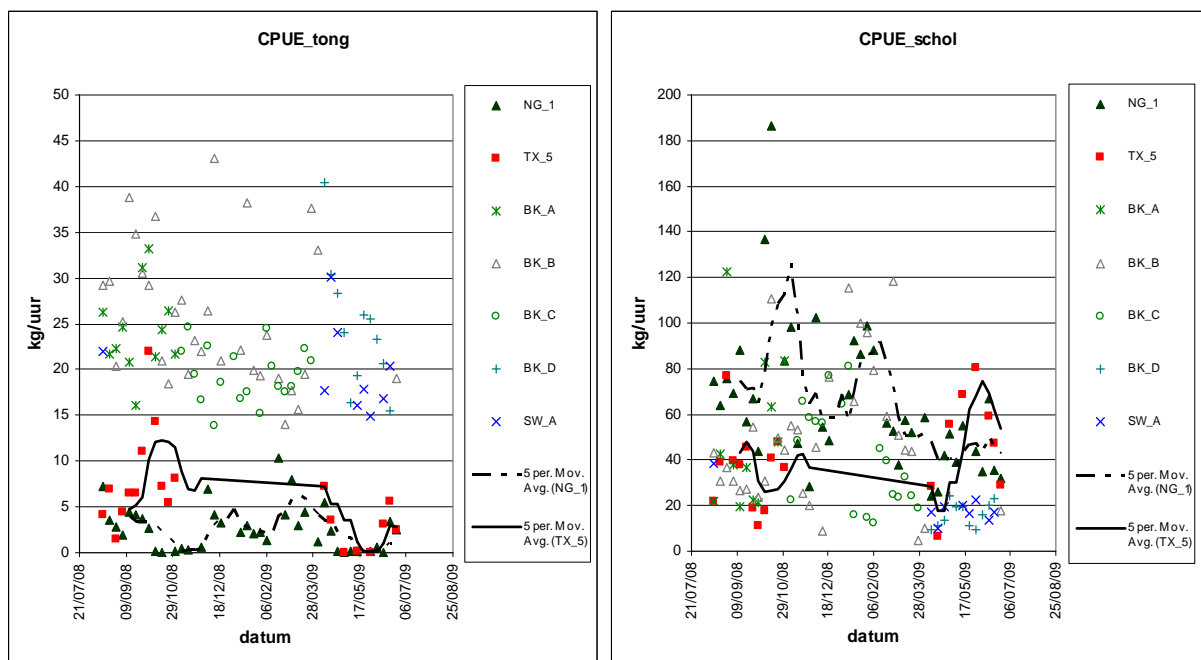 CPUE_tong
50
45
40
35
30
25
20
15
10
5
0
kg/uur
21/07/08
09/09/08
29/10/08
18/12/08
06/02/09
28/03/09
17/05/09
06/07/09
25/08/09
datum
NG_1
TX_5
BK_A
BK_B
BK_C
BK_D
SW_A
5 per. Mov.
Avg. (NG_1)
5 per. Mov.
Avg. (TX_5)
CPUE_schol
200
180
160
140
120
100
80
60
40
20
0
kg/uur
21/07/08
09/09/08
29/10/08
18/12/08
06/02/09
28/03/09
17/05/09
06/07/09
25/08/09
datum
NG_1
TX_5
BK_A
BK_B
BK_C
BK_D
SW_A
5 per. Mov.
Avg. (NG_1)
5 per. Mov.
Avg. (TX_5)